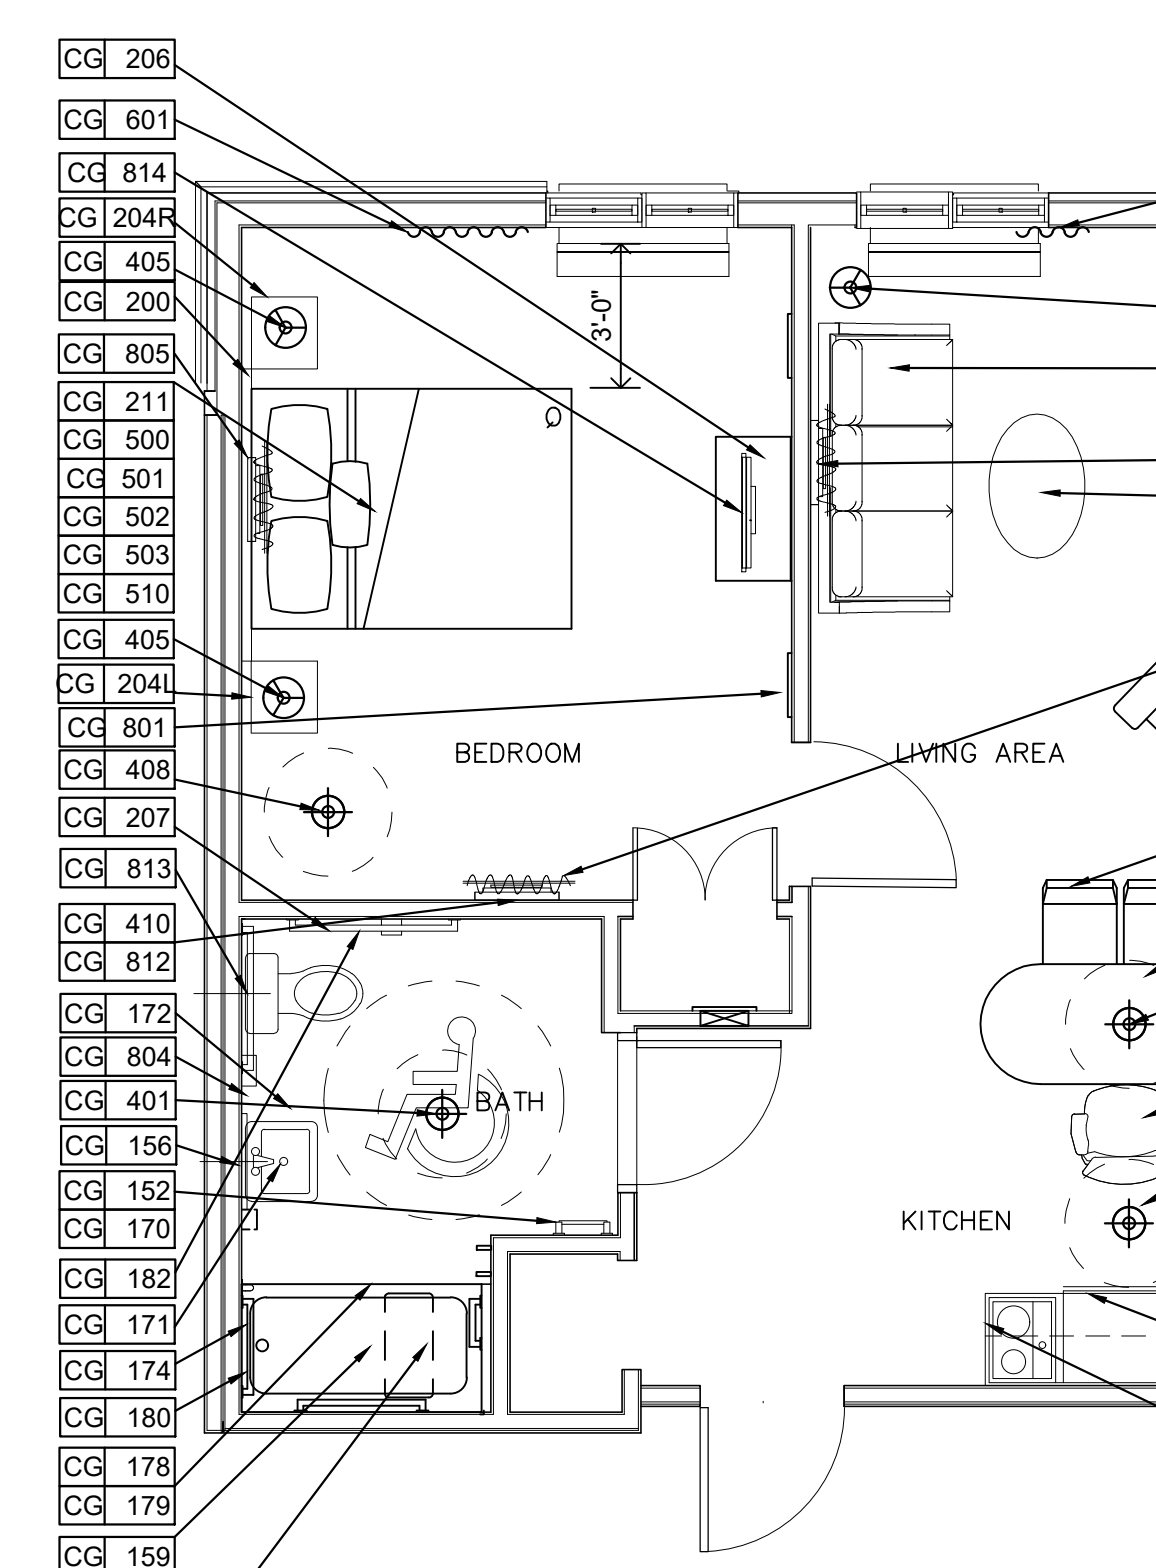 CG 206
CG 601
CG 814
CG 204R
CG 405
CG 200
CG 805
CG 211
CG 500
CG 501
CG 502
CG 503
CG 510
CG 405
CG 204L
CG 801
CG 408
CG 207
CG 813
CG 410
CG 812
CG 172
CG 804
CG 401
CG 156
CG 152
CG 170
CG 182
CG 171
CG 174
CG 180
CG 178
CG 179
CG 159
3'-0"
BEDROOM
LIVING AREA
BATH
KITCHEN